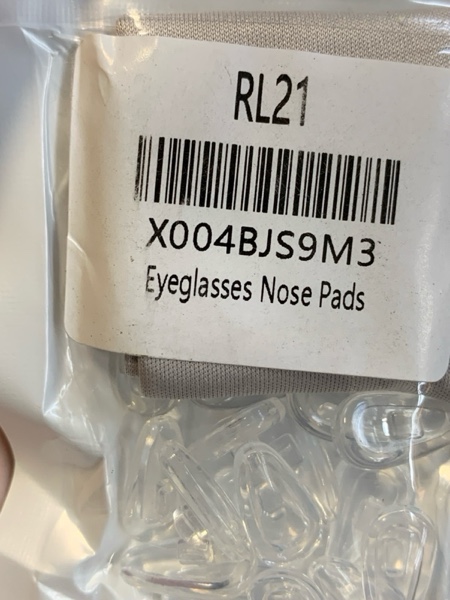 RL21
X004BJS9M3
Eyeglasses Nose Pads